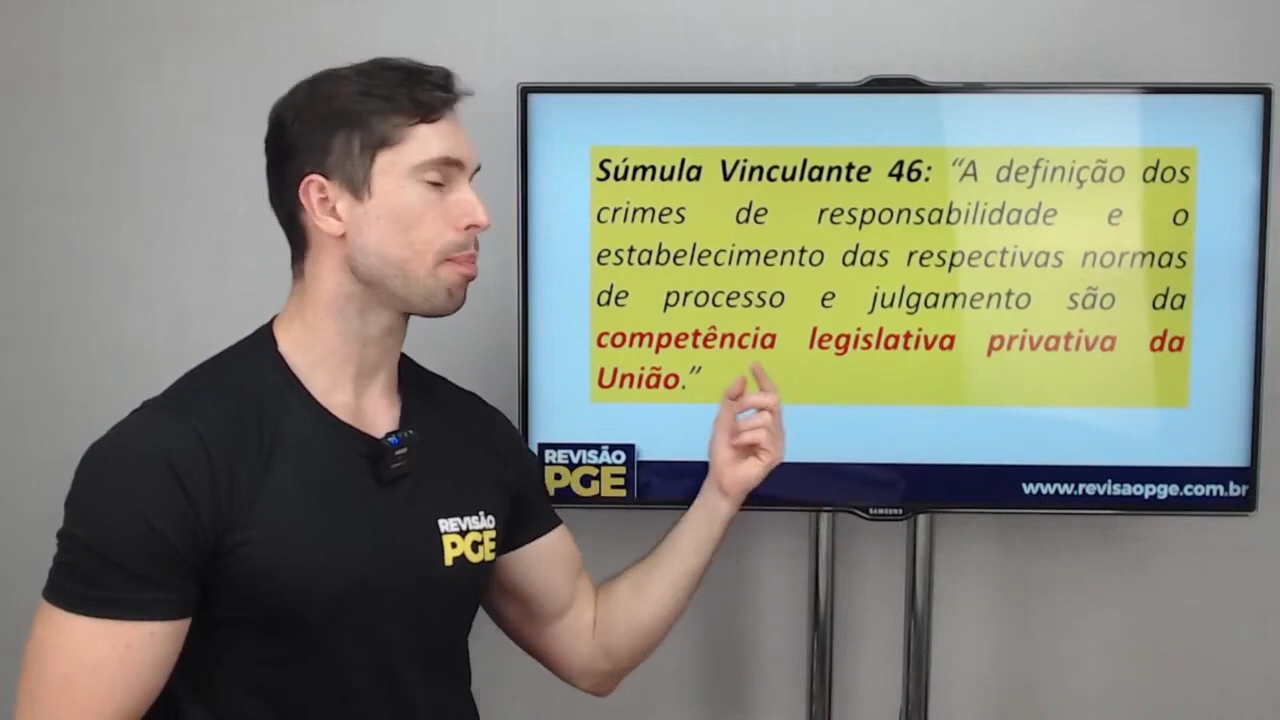 Súmula Vinculante 46: “A definição dos
crimes de responsabilidade e o
estabelecimento das respectivas normas
de processo e julgamento são da
competência legislativa privativa da
União.”
REVISÃO
PGE
www.revisaopge.com.br
SAMSUNG
REVISÃO
PGE